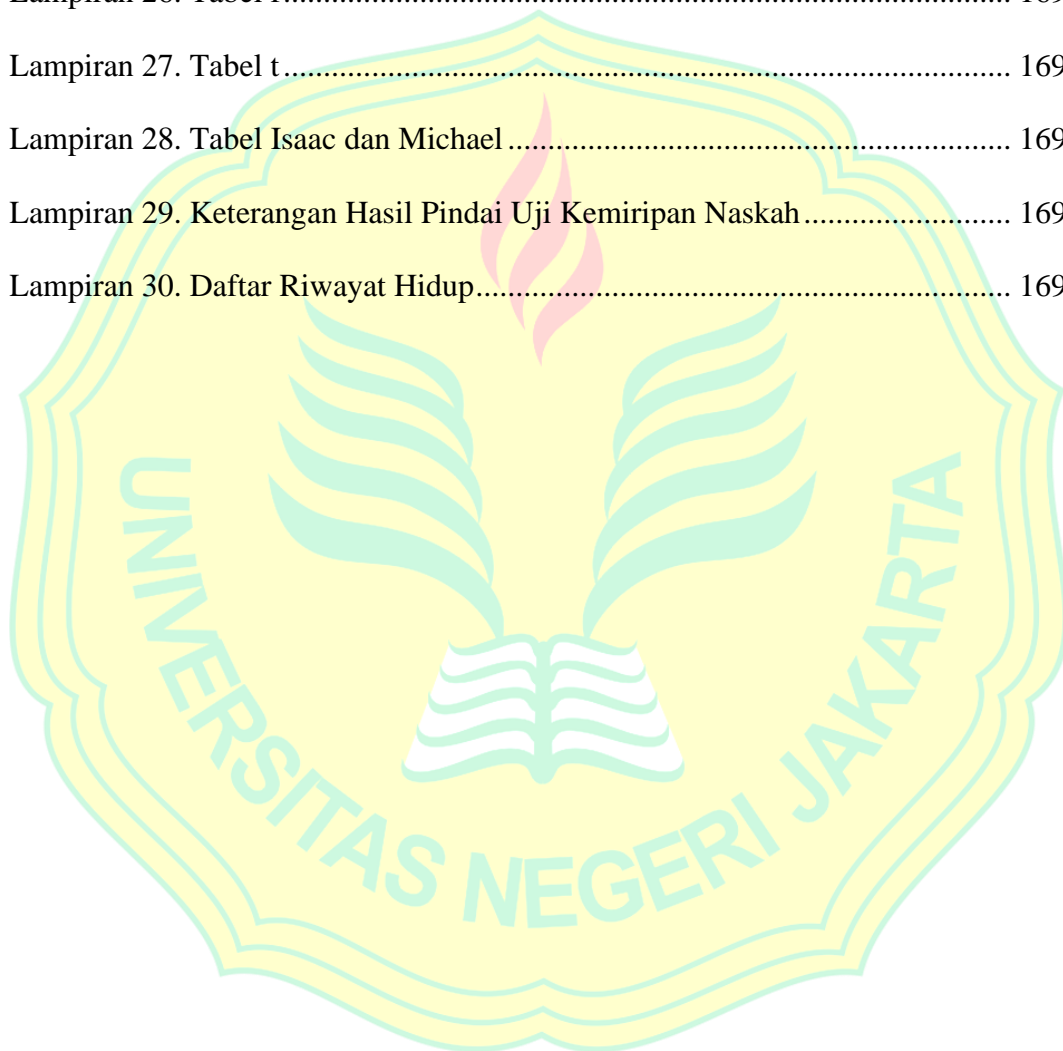 Lampiran 27. Tabel t ........................................................................................... 169
Lampiran 28. Tabel Isaac dan Michael ............................................................... 169
Lampiran 29. Keterangan Hasil Pindai Uji Kemiripan Naskah .......................... 169
Lampiran 30. Daftar Riwayat Hidup ................................................................... 169
UNIVERSITAS NEGERI JAKARTA